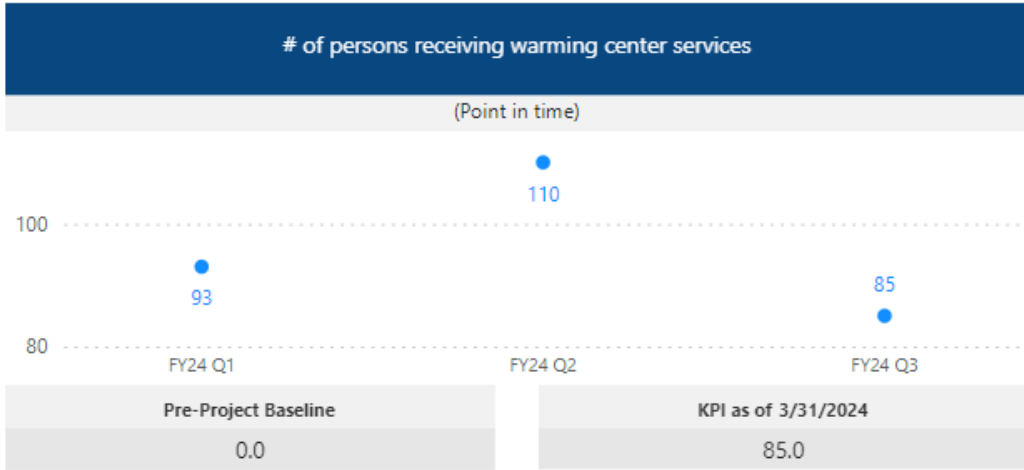 # of persons receiving warming center services
(Point in time)
110
100
93
85
80
FY24 Q1 FY24 Q2 FY24 Q3
Pre-Project Baseline KPI as of 3/31/2024
0.0 85.0